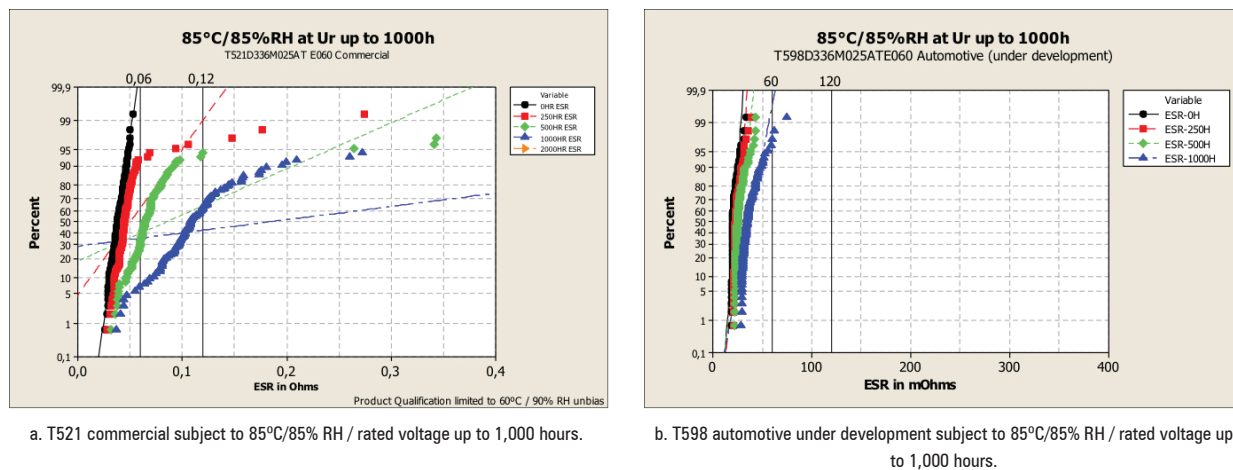 85°C/85%RH at Ur up to 1000h
T521D336M025AT E060 Commercial
0,06 0,12
99,9
99
95
90
80
70
60
50
40
30
20
10
5
1
0,1
Percent
0,0 0,1 0,2 0,3 0,4
ESR in Ohms
Variable
0HR ESR
250HR ESR
500HR ESR
1000HR ESR
2000HR ESR
Product Qualification limited to 60ºC / 90% RH unbias
a. T521 commercial subject to 85ºC/85% RH / rated voltage up to 1,000 hours.
85°C/85%RH at Ur up to 1000h
T598D336M025ATE060 Automotive (under development)
60 120
99,9
99
95
90
80
70
60
50
40
30
20
10
5
1
0,1
Percent
0 100 200 300 400
ESR in mOhms
Variable
ESR-0H
ESR-250H
ESR-500H
ESR-1000H
b. T598 automotive under development subject to 85ºC/85% RH / rated voltage up
to 1,000 hours.